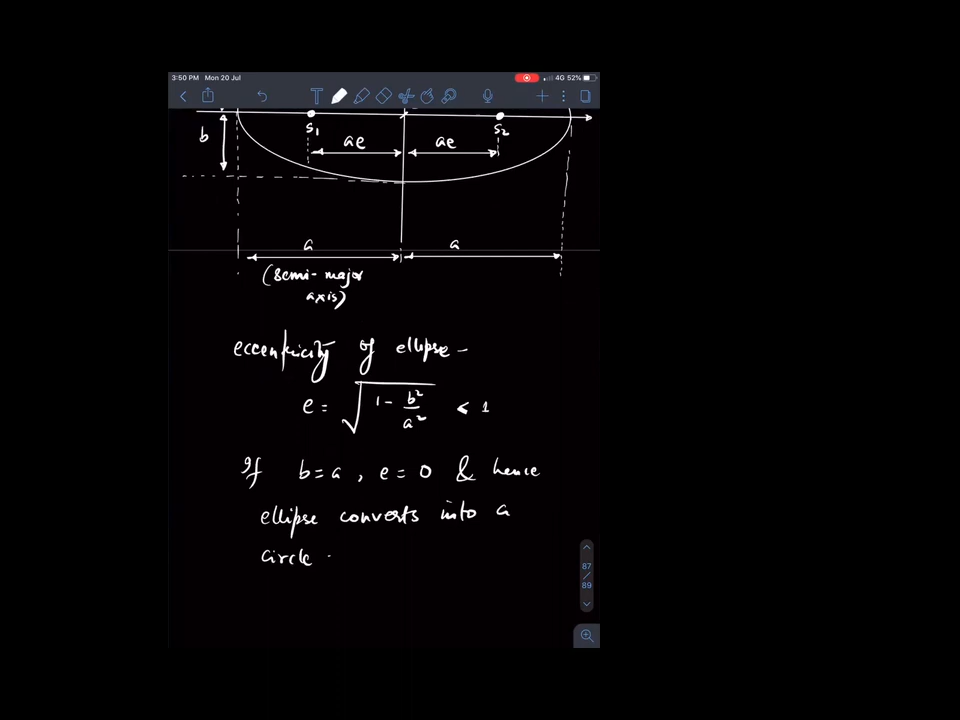 3:50 PM Mon 20 Jul
4G 52%
T
S1 S2
b
ae ae
a a
(semi-major
axis)
eccentricity of ellipse -
e = √1 - b²/a² < 1
If b = a , e = 0 & hence
ellipse converts into a
circle .
87
/
89